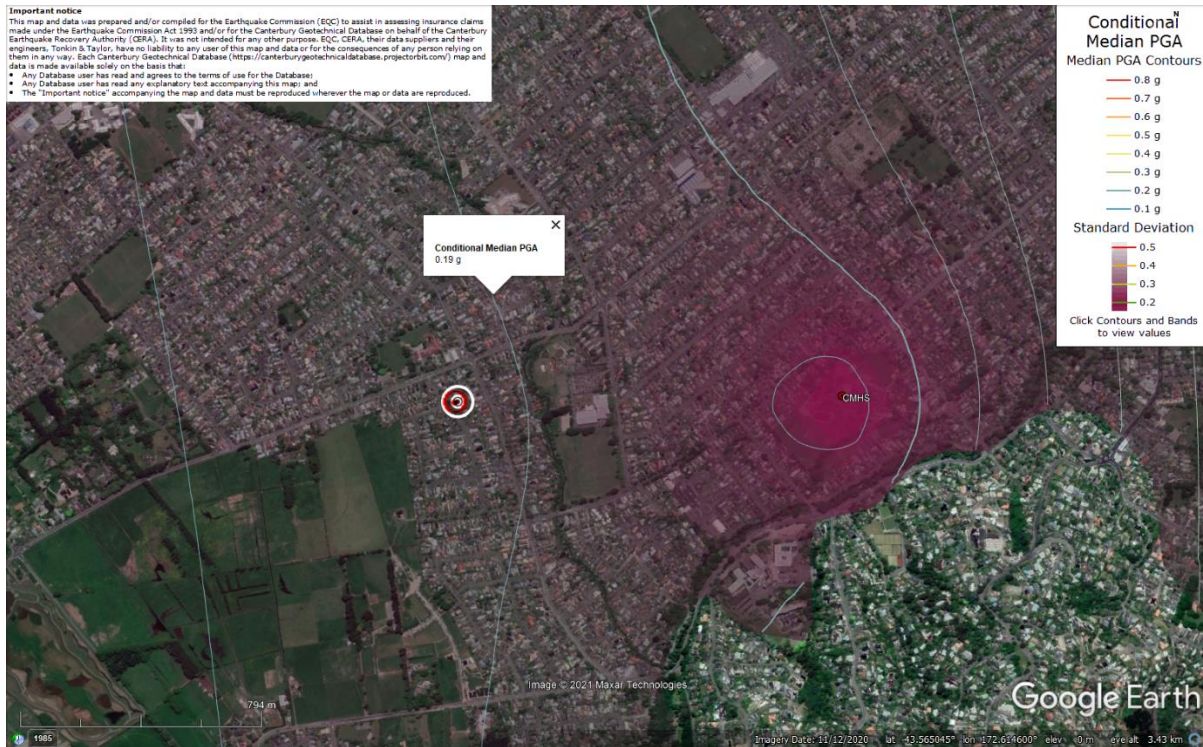 Important notice
This map and data was prepared and/or compiled for the Earthquake Commission (EQC) to assist in assessing insurance claims
made under the Earthquake Commission Act 1993 and/or for the Canterbury Geotechnical Database on behalf of the Canterbury
Earthquake Recovery Authority (CERA). It was not intended for any other purpose. EQC, CERA, their data suppliers and their
engineers, Tonkin & Taylor, have no liability to any user of this map and data or for the consequences of any person relying on
them in any way. Each Canterbury Geotechnical Database (https://canterburygeotechnicaldatabase.projectorbit.com/) map and
data is made available solely on the basis that:
• Any Database user has read and agrees to the terms of use for the Database;
• Any Database user has read any explanatory text accompanying this map; and
• The "Important notice" accompanying the map and data must be reproduced wherever the map or data are reproduced.
N
Conditional
Median PGA
Median PGA Contours
0.8 g
0.7 g
0.6 g
0.5 g
0.4 g
0.3 g
0.2 g
0.1 g
Standard Deviation
0.5
0.4
0.3
0.2
Click Contours and Bands
to view values
Conditional Median PGA
0.19 g
CMHS
Image © 2021 Maxar Technologies
794 m
Google Earth
1985
Imagery Date: 11/12/2020 lat -43.565045° lon 172.614600° elev 0 m eye alt 3.43 km